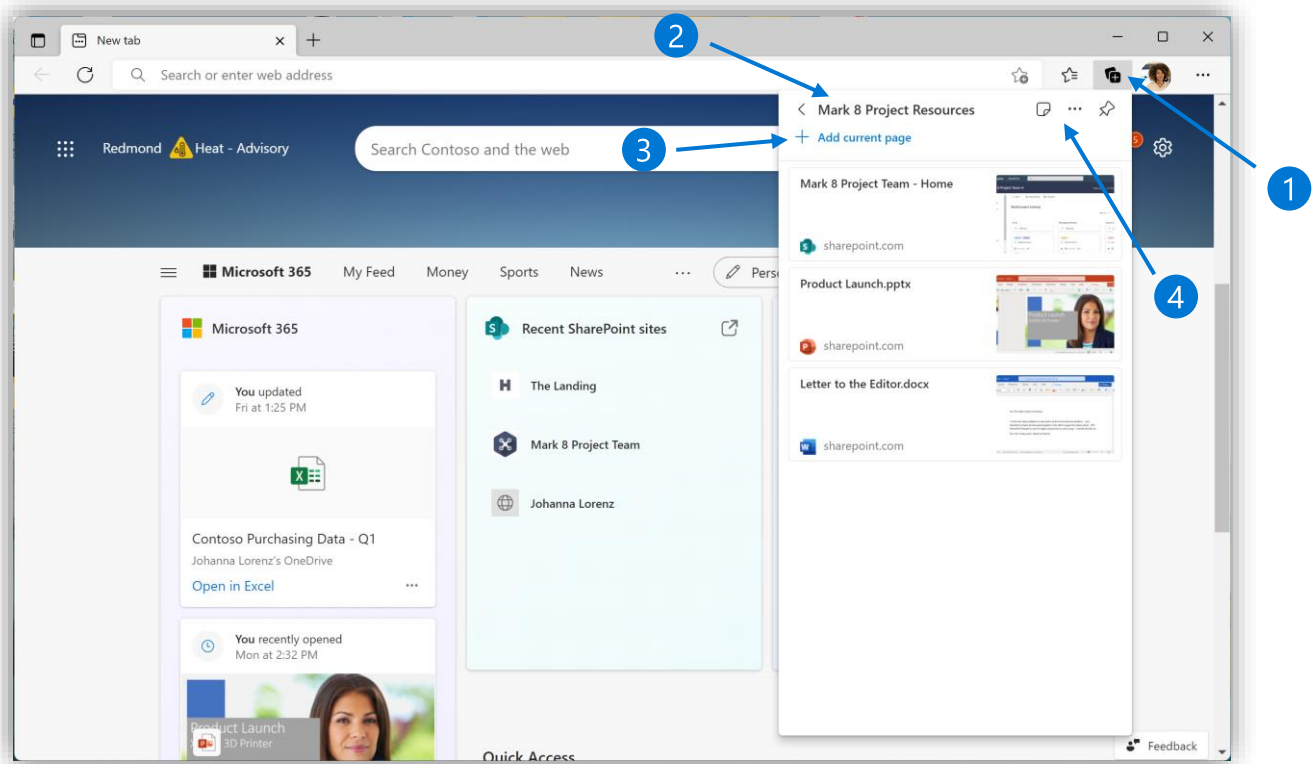 New tab
2
Search or enter web address
1
Mark 8 Project Resources
Redmond Heat - Advisory
Search Contoso and the web
3
Add current page
5
Mark 8 Project Team - Home
sharepoint.com
Microsoft 365 My Feed Money Sports News
Product Launch.pptx
4
sharepoint.com
Microsoft 365
Recent SharePoint sites
The Landing
Letter to the Editor.docx
You updated
Fri at 1:25 PM
Mark 8 Project Team
sharepoint.com
Johanna Lorenz
Contoso Purchasing Data - Q1
Johanna Lorenz's OneDrive
Open in Excel
You recently opened
Mon at 2:32 PM
Product Launch
3D Printer
Quick Access
Feedback